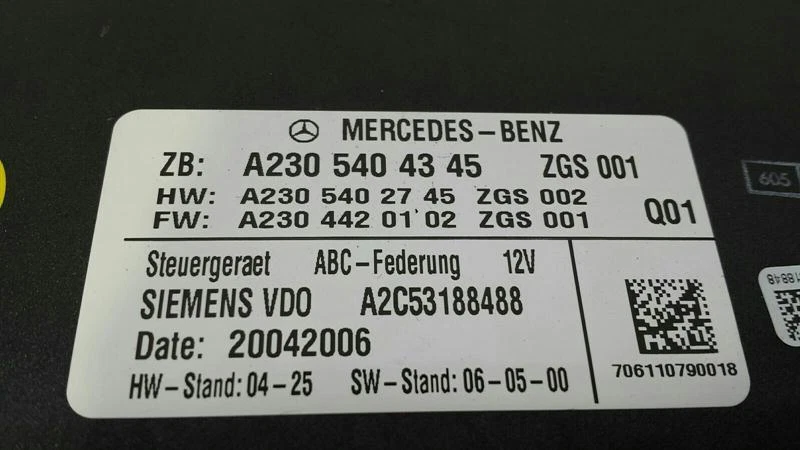 MERCEDES-BENZ
ZB: A230 540 43 45 ZGS 001
HW: A230 540 27 45 ZGS 002
FW: A230 442 01 02 ZGS 001 Q01
Steuergeraet ABC-Federung 12V
SIEMENS VDO A2C53188488
Date: 20042006
HW-Stand: 04-25 SW-Stand: 06-05-00
706110790018
605